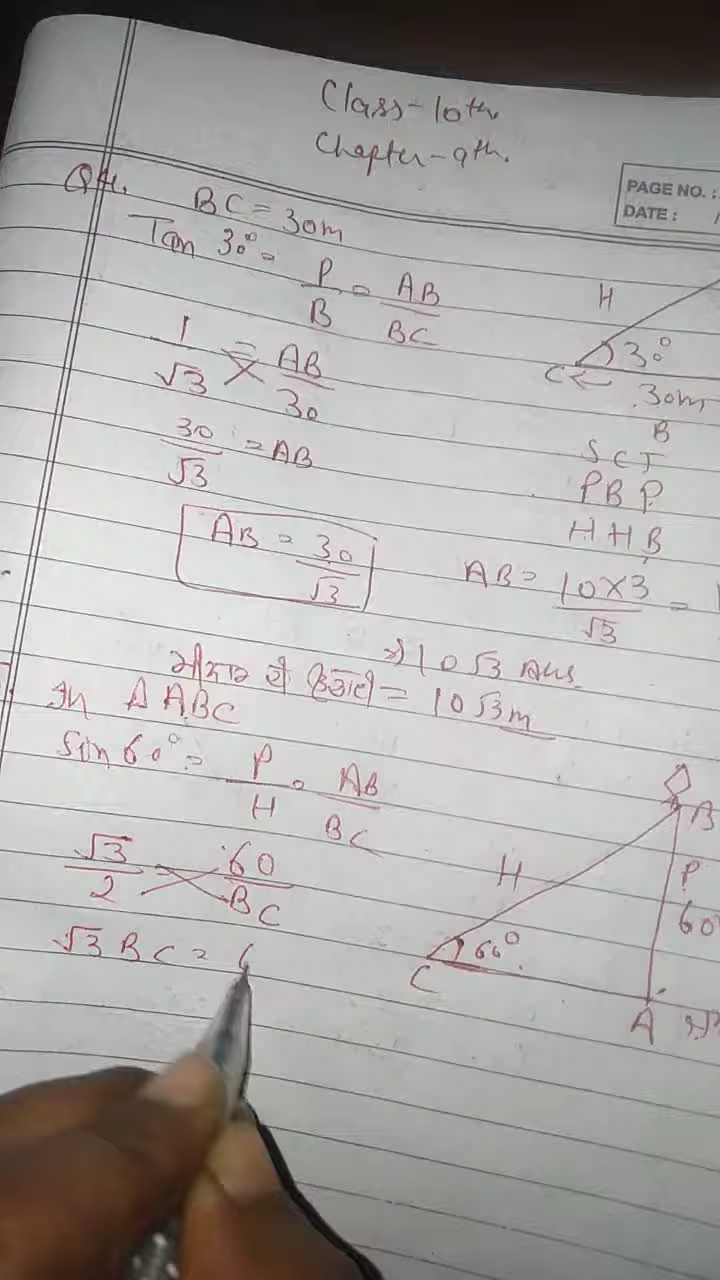 Class-10th.
Chapter-9th.
PAGE NO.:
DATE: /
Q4. BC = 30m
Tan 30° = P/B = AB/BC
1/√3 = AB/30
30/√3 = AB
AB = 30/√3
H
30°
C ←
30m
B
S C T
P B P
H H B
AB = 10×3/√3 =
⇒ 10√3 Ans.
मीनार की ऊँचाई = 10√3 m
In Δ ABC
Sin 60° = P/H = AB/BC
√3/2 = 60/BC
√3 BC =
H
B
P
60
60°
C
A